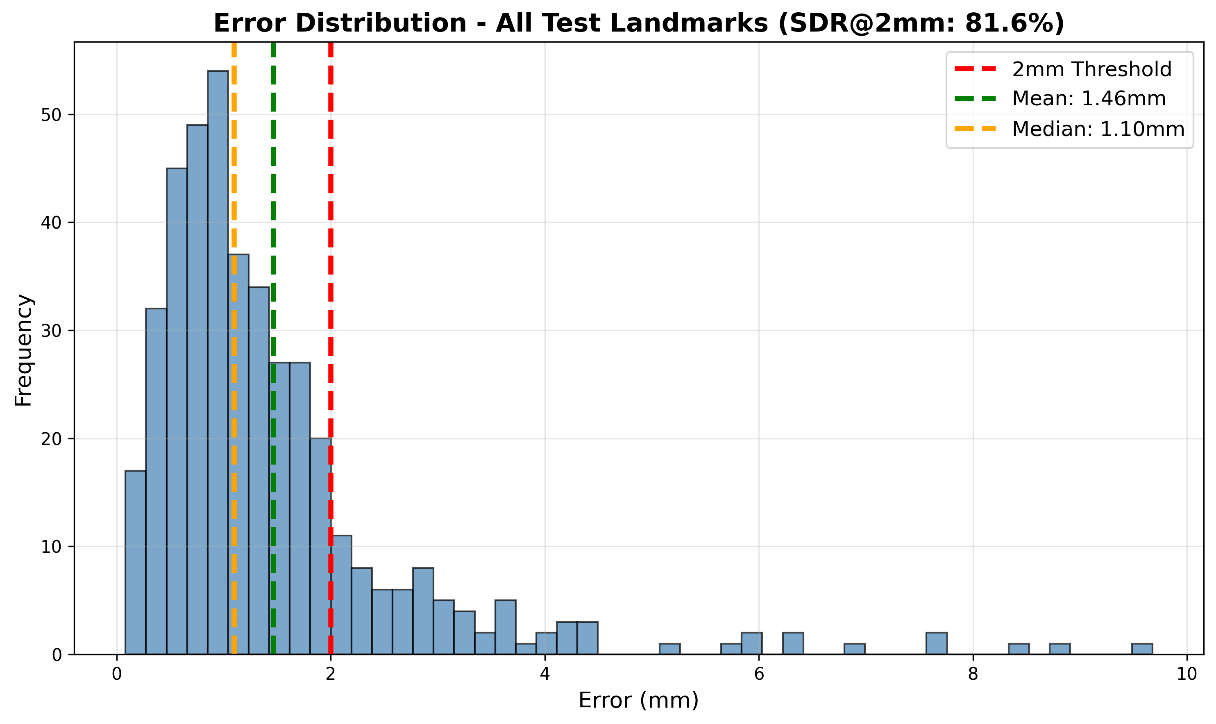 Error Distribution - All Test Landmarks (SDR@2mm: 81.6%)
2mm Threshold
Mean: 1.46mm
Median: 1.10mm
Frequency
50
40
30
20
10
0
0 2 4 6 8 10
Error (mm)